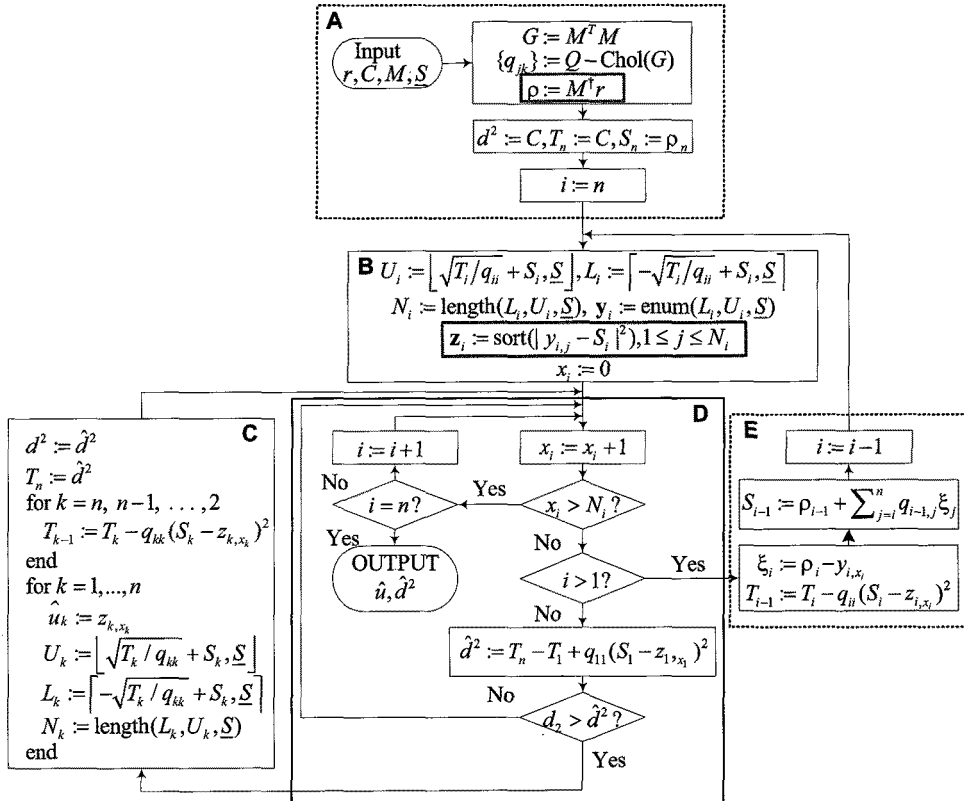 A
Input
r, C, M; S̲
G := MᵀM
{q_jk} := Q − Chol(G)
ρ := M†r
d² := C, T_n := C, S_n := ρ_n
i := n
B
U_i := ⌊√(T_i/q_ii) + S_i, S̲⌋, L_i := ⌈−√(T_i/q_ii) + S_i, S̲⌉
N_i := length(L_i, U_i, S̲), y_i := enum(L_i, U_i, S̲)
z_i := sort(| y_i,j − S_i |²), 1 ≤ j ≤ N_i
x_i := 0
C
d² := d̂²
T_n := d̂²
for k = n, n−1, . . . , 2
T_k−1 := T_k − q_kk(S_k − z_k,x_k)²
end
for k = 1,...,n
û_k := z_k,x_k
U_k := ⌊√(T_k / q_kk) + S_k, S̲⌋
L_k := ⌈−√(T_k / q_kk) + S_k, S̲⌉
N_k := length(L_k, U_k, S̲)
end
D
i := i+1
x_i := x_i + 1
No
Yes
i = n?
x_i > N_i?
Yes
No
OUTPUT
û, d̂²
i > 1?
Yes
No
d̂² := T_n − T_1 + q_11(S_1 − z_1,x_1)²
No
d_2 > d̂²?
Yes
E
i := i−1
S_i−1 := ρ_i−1 + ∑ⁿ_j=i q_i−1,j ξ_j
ξ_i := ρ_i − y_i,x_i
T_i−1 := T_i − q_ii(S_i − z_i,x_i)²